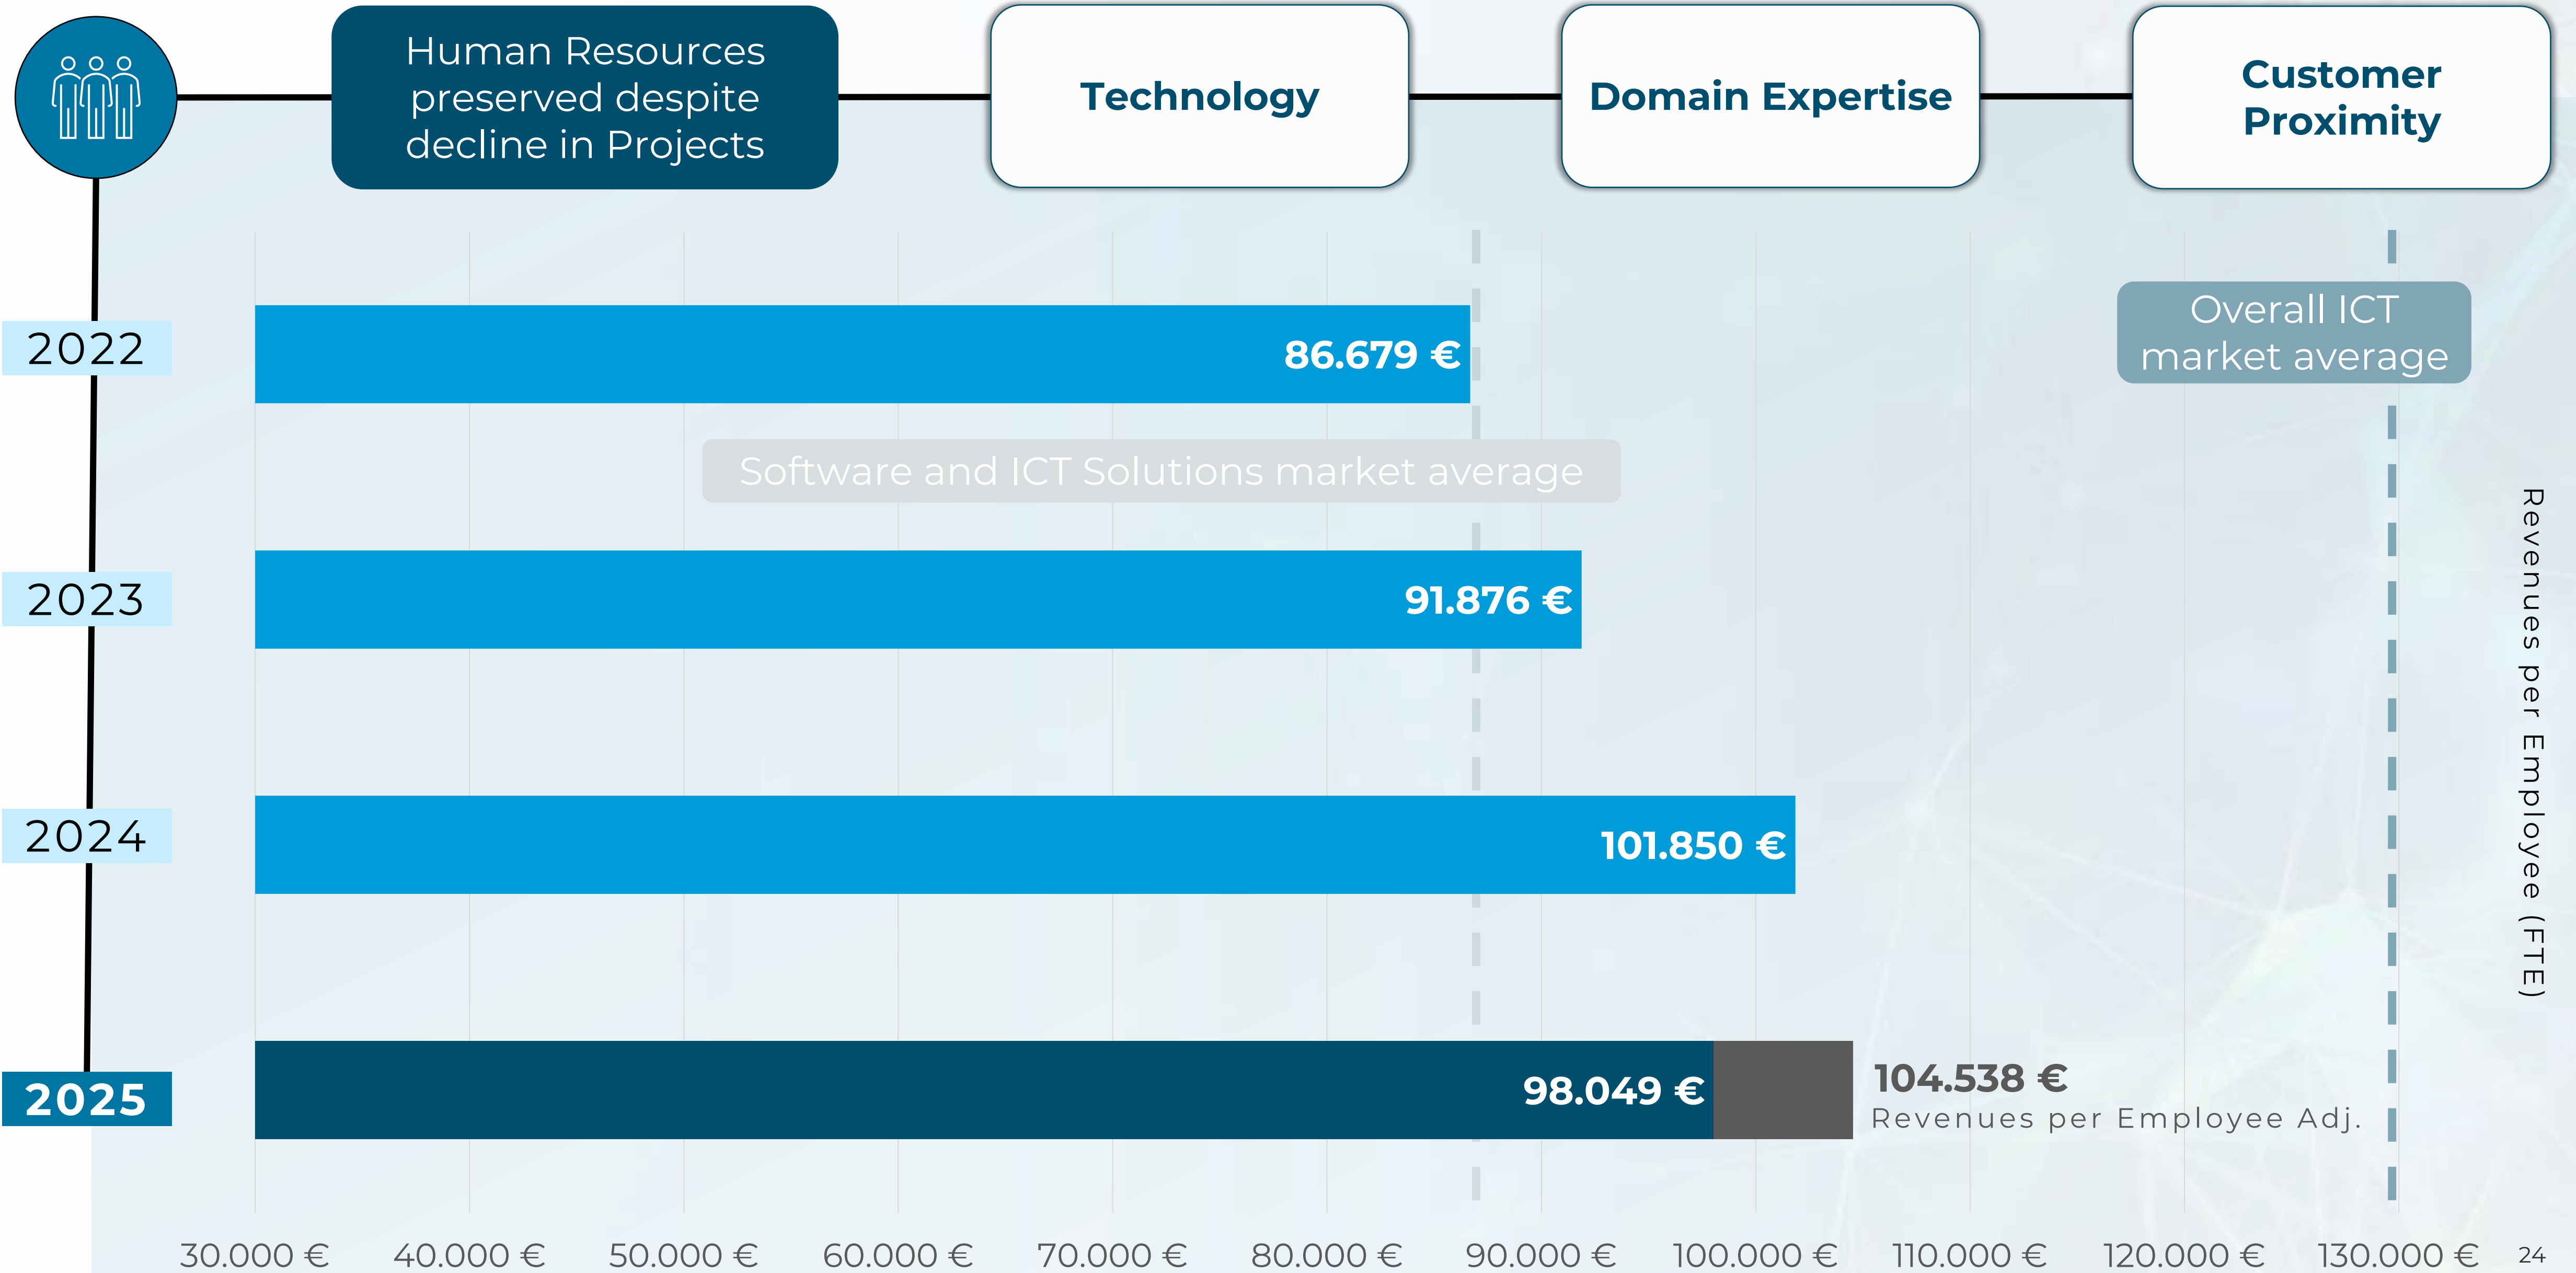 Human Resources
preserved despite
decline in Projects
Technology
Domain Expertise
Customer
Proximity
2022
86.679 €
Overall ICT
market average
Software and ICT Solutions market average
2023
91.876 €
2024
101.850 €
2025
98.049 €
104.538 €
Revenues per Employee Adj.
Revenues per Employee (FTE)
30.000 €
40.000 €
50.000 €
60.000 €
70.000 €
80.000 €
90.000 €
100.000 €
110.000 €
120.000 €
130.000 €
24